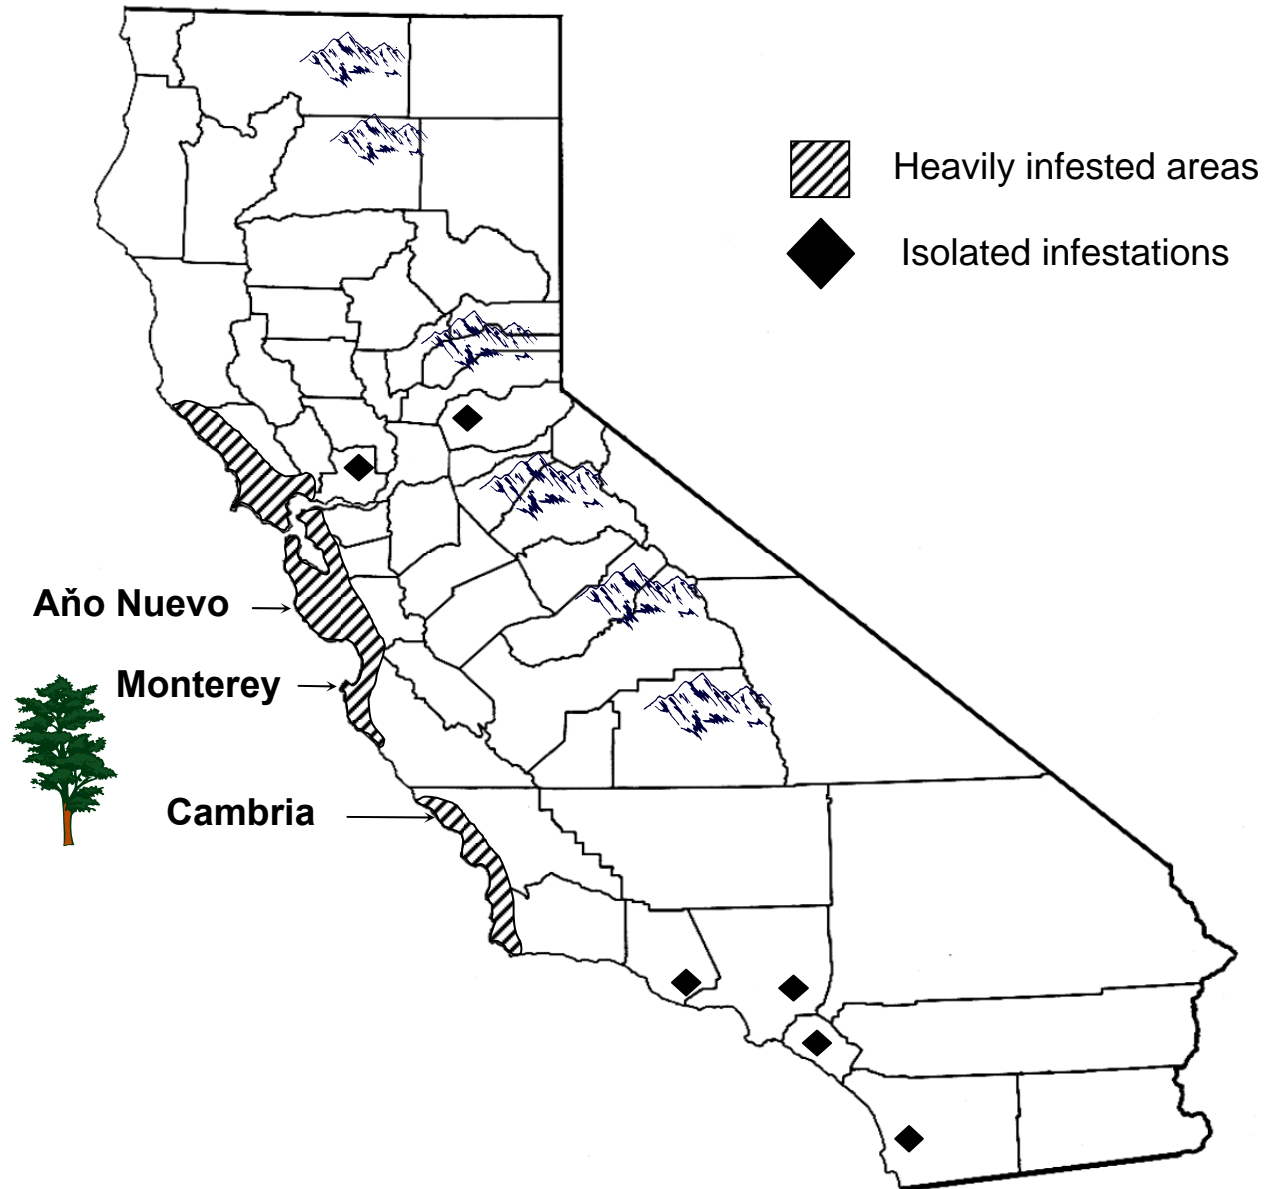 Heavily infested areas
Isolated infestations
Aňo Nuevo
Monterey
Cambria